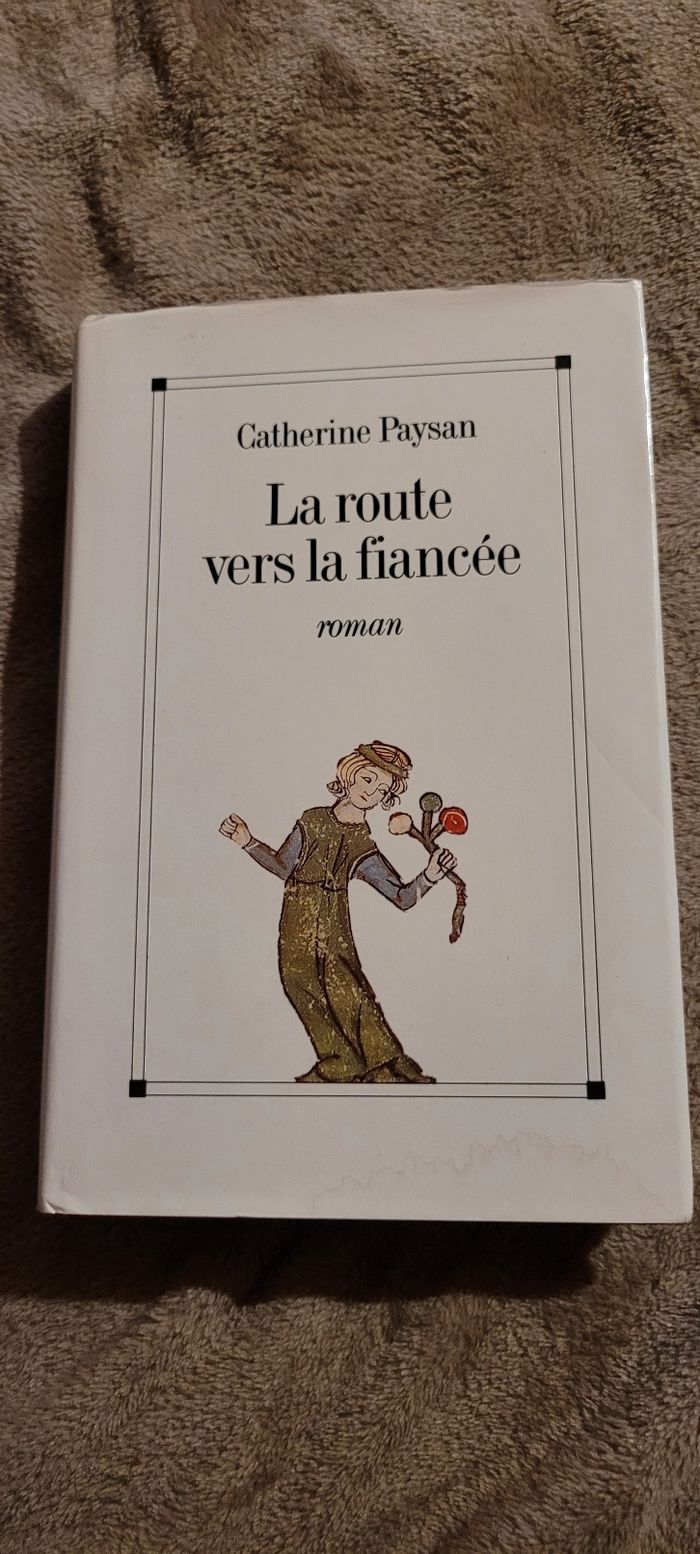 Catherine Paysan
La route
vers la fiancée
roman